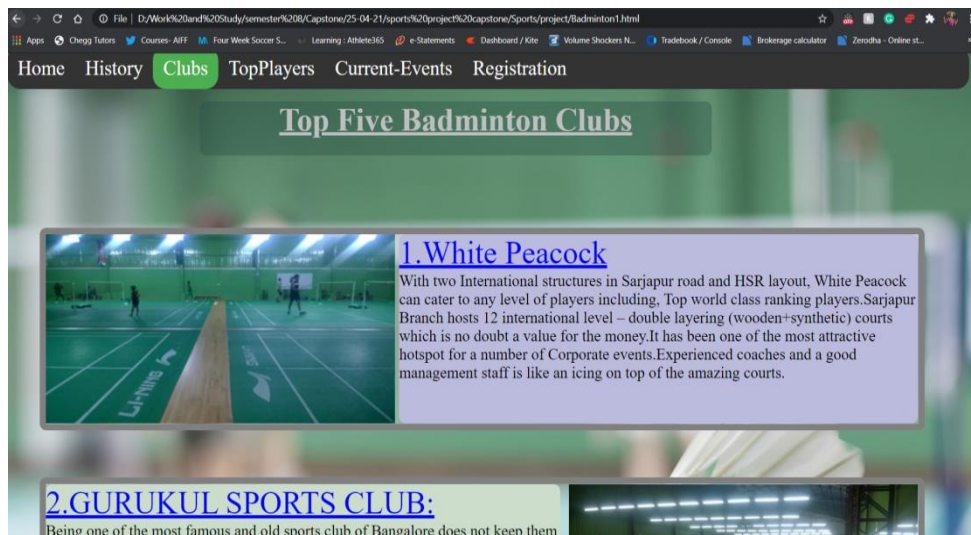 File | D:/Work%20and%20Study/semester%208/Capstone/25-04-21/sports%20project%20capstone/Sports/project/Badminton1.html
Apps Chegg Tutors Courses- AIFF Four Week Soccer S... Learning : Athlete365 e-Statements Dashboard / Kite Volume Shockers N... Tradebook / Console Brokerage calculator Zerodha - Online st...
Home History Clubs TopPlayers Current-Events Registration
Top Five Badminton Clubs
1.White Peacock
With two International structures in Sarjapur road and HSR layout, White Peacock
can cater to any level of players including, Top world class ranking players.Sarjapur
Branch hosts 12 international level – double layering (wooden+synthetic) courts
which is no doubt a value for the money.It has been one of the most attractive
hotspot for a number of Corporate events.Experienced coaches and a good
management staff is like an icing on top of the amazing courts.
LI-NING
2.GURUKUL SPORTS CLUB:
Being one of the most famous and old sports club of Bangalore does not keep them